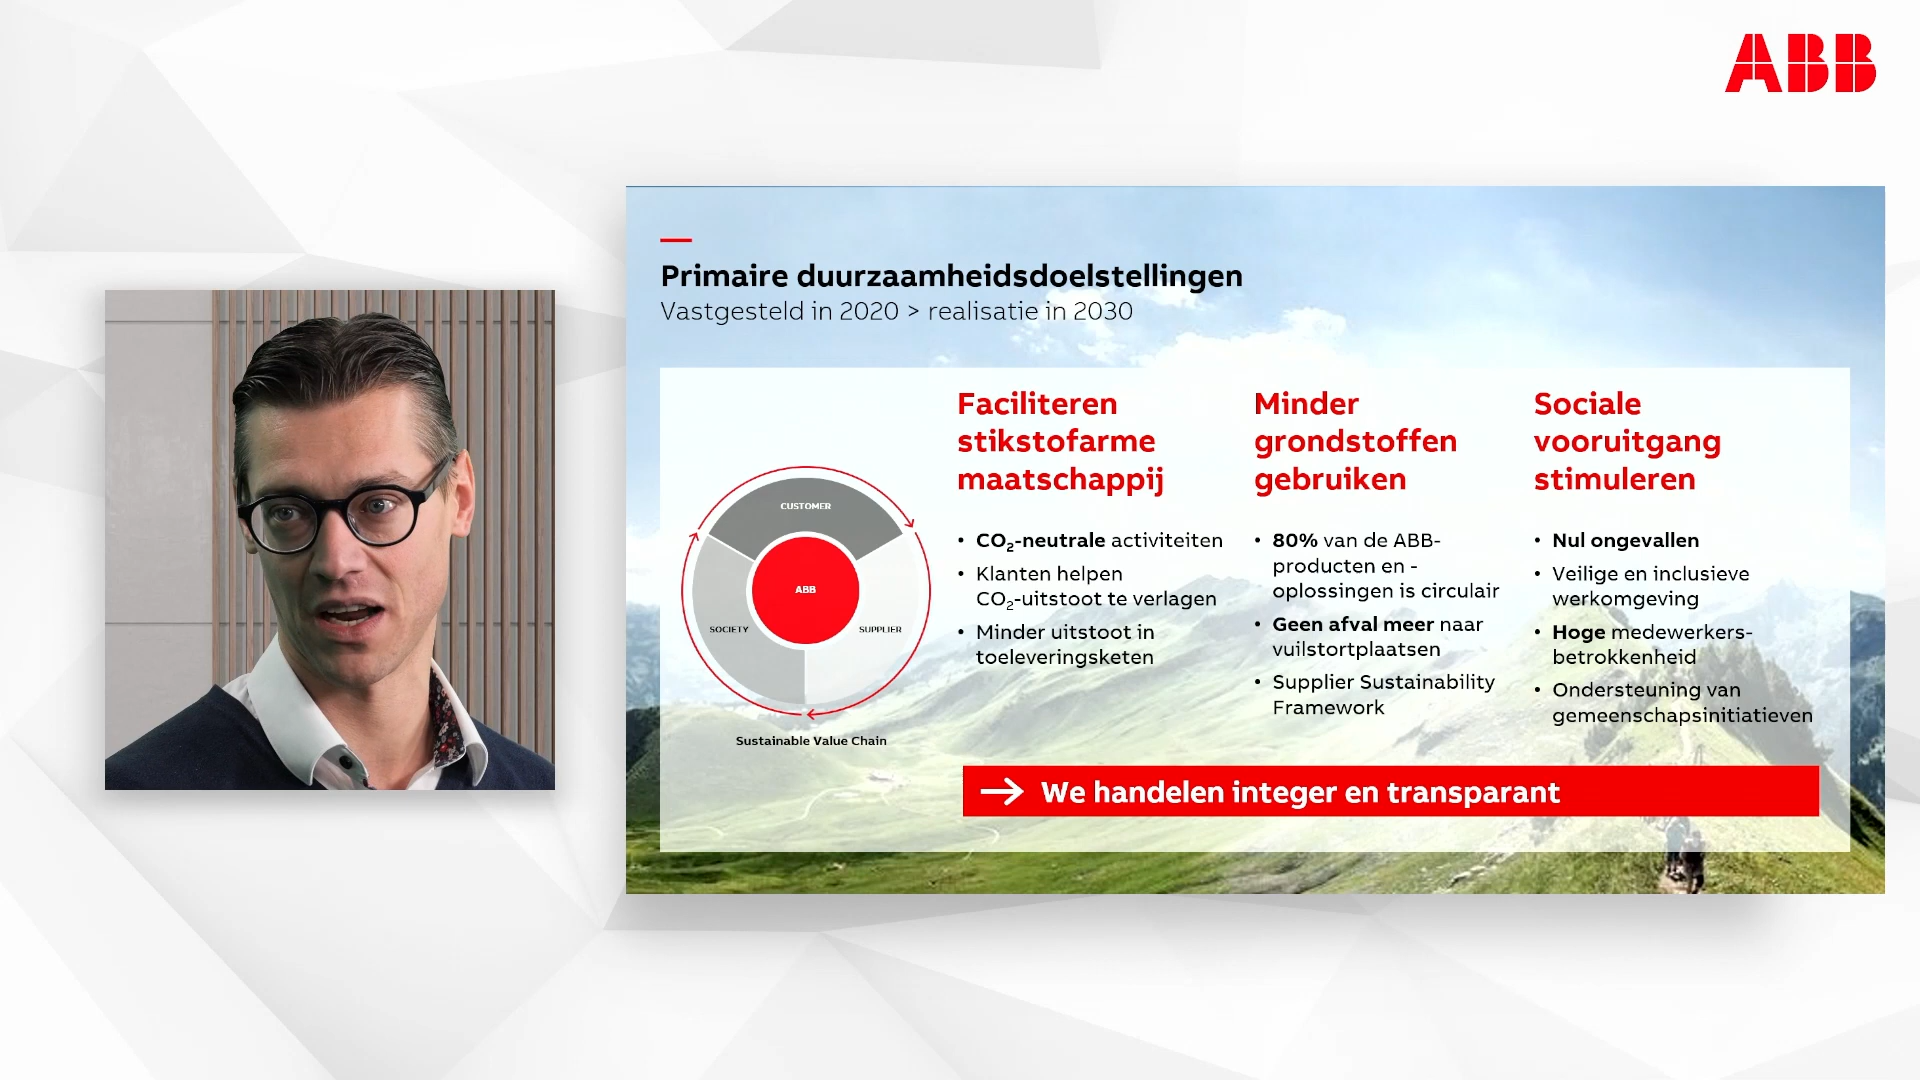 ABB
Primaire duurzaamheidsdoelstellingen
Vastgesteld in 2020 > realisatie in 2030
CUSTOMER
ABB
SOCIETY
SUPPLIER
Sustainable Value Chain
Faciliteren
stikstofarme
maatschappij
• CO₂-neutrale activiteiten
• Klanten helpen
CO₂-uitstoot te verlagen
• Minder uitstoot in
toeleveringsketen
Minder
grondstoffen
gebruiken
• 80% van de ABB-
producten en -
oplossingen is circulair
• Geen afval meer naar
vuilstortplaatsen
• Supplier Sustainability
Framework
Sociale
vooruitgang
stimuleren
• Nul ongevallen
• Veilige en inclusieve
werkomgeving
• Hoge medewerkers-
betrokkenheid
• Ondersteuning van
gemeenschapsinitiatieven
We handelen integer en transparant